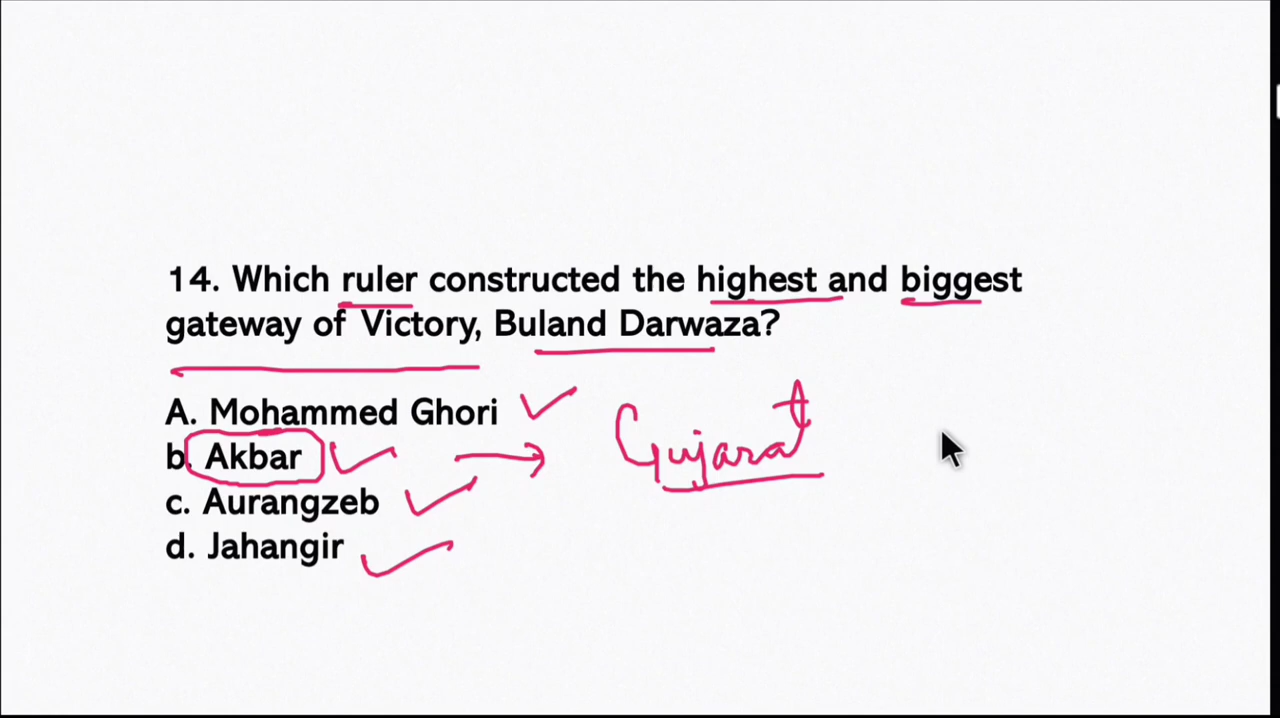 14. Which ruler constructed the highest and biggest
gateway of Victory, Buland Darwaza?
A. Mohammed Ghori
b. Akbar
Gujarat
c. Aurangzeb
d. Jahangir